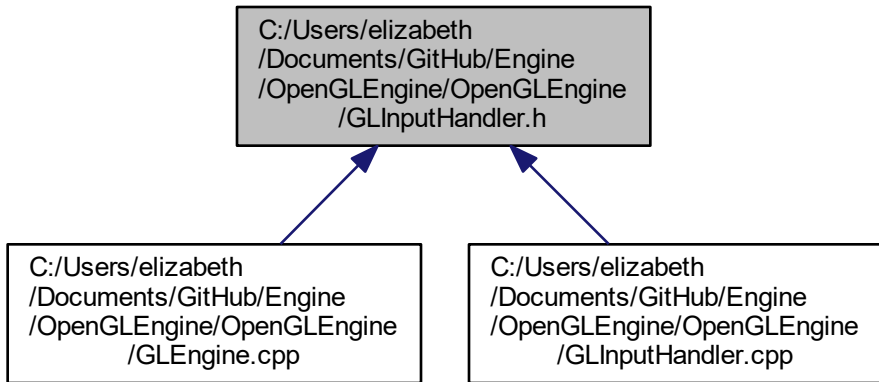 C:/Users/elizabeth
/Documents/GitHub/Engine
/OpenGLEngine/OpenGLEngine
/GLInputHandler.h
C:/Users/elizabeth
/Documents/GitHub/Engine
/OpenGLEngine/OpenGLEngine
/GLEngine.cpp
C:/Users/elizabeth
/Documents/GitHub/Engine
/OpenGLEngine/OpenGLEngine
/GLInputHandler.cpp